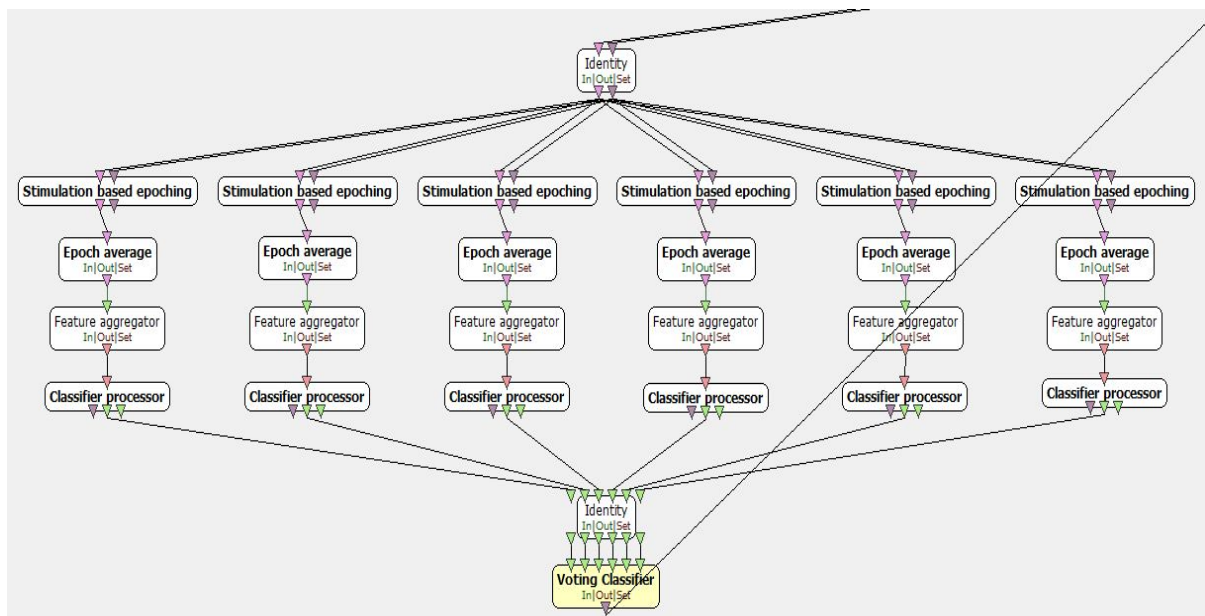 Identity
In|Out|Set
Stimulation based epoching Stimulation based epoching Stimulation based epoching Stimulation based epoching Stimulation based epoching Stimulation based epoching
Epoch average Epoch average Epoch average Epoch average Epoch average Epoch average
In|Out|Set In|Out|Set In|Out|Set In|Out|Set In|Out|Set In|Out|Set
Feature aggregator Feature aggregator Feature aggregator Feature aggregator Feature aggregator Feature aggregator
In|Out|Set In|Out|Set In|Out|Set In|Out|Set In|Out|Set In|Out|Set
Classifier processor Classifier processor Classifier processor Classifier processor Classifier processor Classifier processor
Identity
In|Out|Set
Voting Classifier
In|Out|Set